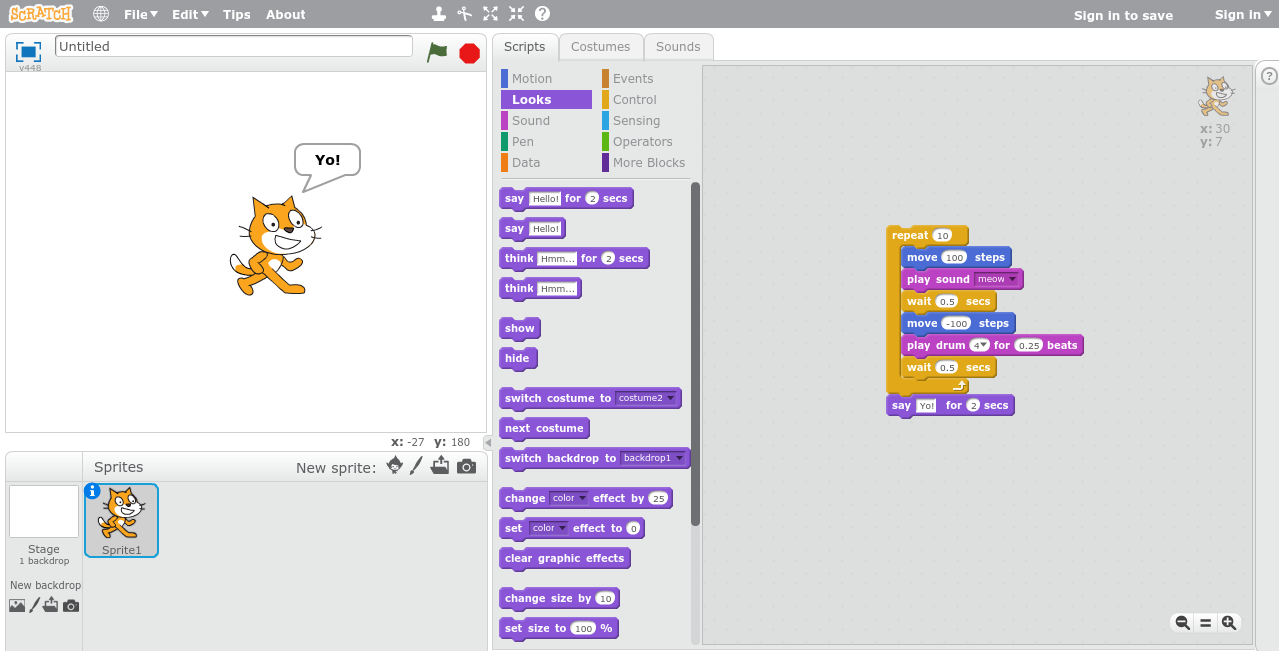 SCRATCH
File Edit Tips About
Sign in to save Sign in
v448
Untitled
Yo!
x: -27 y: 180
Sprites New sprite:
Stage
1 backdrop
New backdrop
Sprite1
Scripts Costumes Sounds
Motion Events
Looks Control
Sound Sensing
Pen Operators
Data More Blocks
say Hello! for 2 secs
say Hello!
think Hmm... for 2 secs
think Hmm...
show
hide
switch costume to costume2
next costume
switch backdrop to backdrop1
change color effect by 25
set color effect to 0
clear graphic effects
change size by 10
set size to 100 %
repeat 10
move 100 steps
play sound meow
wait 0.5 secs
move -100 steps
play drum 4 for 0.25 beats
wait 0.5 secs
say Yo! for 2 secs
x: 30
y: 7
?